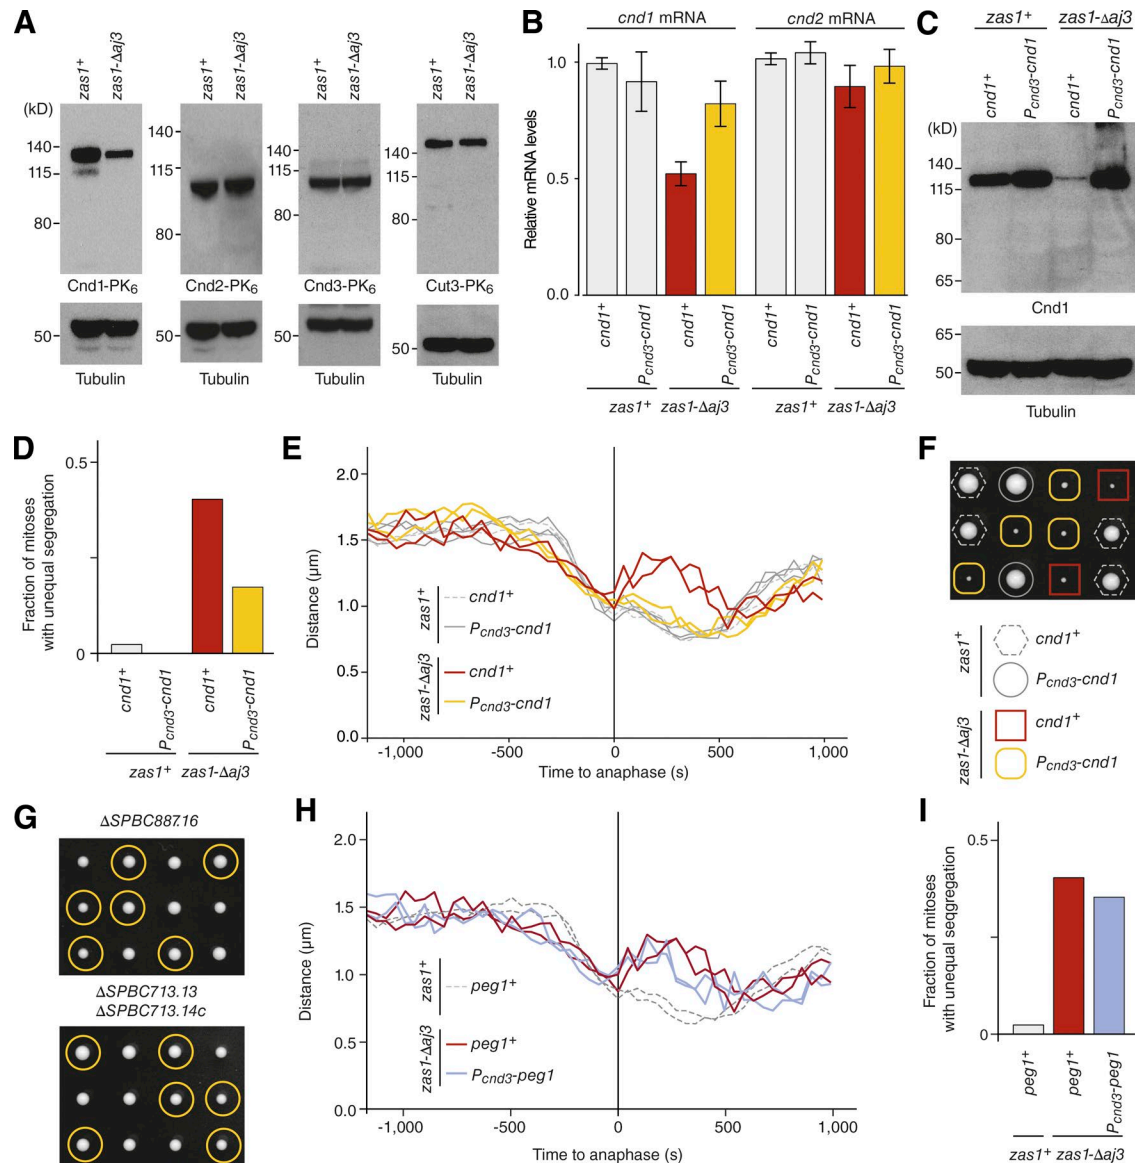 A
zas1+
zas1-Δaj3
zas1+
zas1-Δaj3
zas1+
zas1-Δaj3
zas1+
zas1-Δaj3
(kD)
140
115
80
140
115
80
140
115
80
140
115
80
Cnd1-PK6
Cnd2-PK6
Cnd3-PK6
Cut3-PK6
50
50
50
50
Tubulin
Tubulin
Tubulin
Tubulin
B
cnd1 mRNA
cnd2 mRNA
Relative mRNA levels
1.0
0.5
0.0
cnd1+
Pcnd3-cnd1
cnd1+
Pcnd3-cnd1
cnd1+
Pcnd3-cnd1
cnd1+
Pcnd3-cnd1
zas1+
zas1-Δaj3
zas1+
zas1-Δaj3
C
zas1+
zas1-Δaj3
cnd1+
Pcnd3-cnd1
cnd1+
Pcnd3-cnd1
(kD)
140
115
80
65
Cnd1
65
50
Tubulin
D
Fraction of mitoses
with unequal segregation
0.5
0
cnd1+
Pcnd3-cnd1
cnd1+
Pcnd3-cnd1
zas1+
zas1-Δaj3
E
Distance (µm)
2.0
1.5
1.0
0.5
0.0
zas1+
cnd1+
Pcnd3-cnd1
zas1-Δaj3
cnd1+
Pcnd3-cnd1
-1,000
-500
0
500
1,000
Time to anaphase (s)
F
zas1+
cnd1+
Pcnd3-cnd1
zas1-Δaj3
cnd1+
Pcnd3-cnd1
G
ΔSPBC887.16
ΔSPBC713.13
ΔSPBC713.14c
H
Distance (µm)
2.0
1.5
1.0
0.5
0.0
zas1+
peg1+
zas1-Δaj3
peg1+
Pcnd3-peg1
-1,000
-500
0
500
1,000
Time to anaphase (s)
I
Fraction of mitoses
with unequal seqgregation
0.5
0
peg1+
peg1+
Pcnd3-peg1
zas1+
zas1-Δaj3